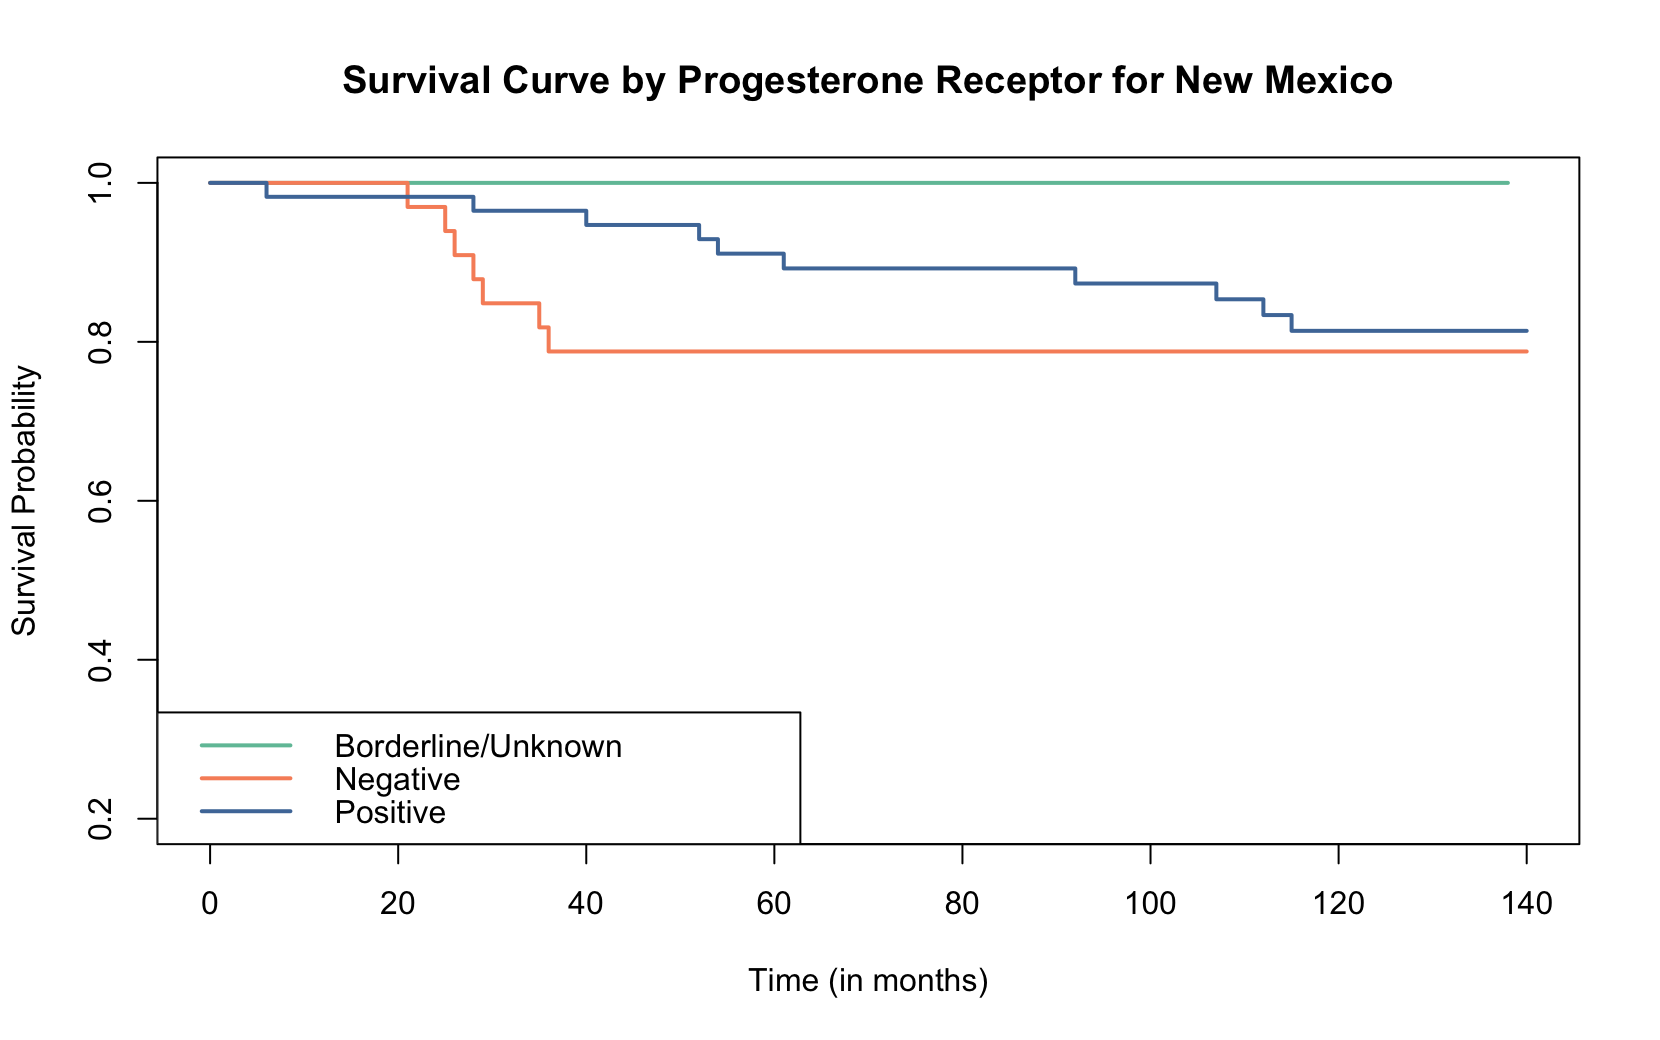 Survival Curve by Progesterone Receptor for New Mexico
Survival Probability
1.0
0.8
0.6
0.4
0.2
Borderline/Unknown
Negative
Positive
0 20 40 60 80 100 120 140
Time (in months)